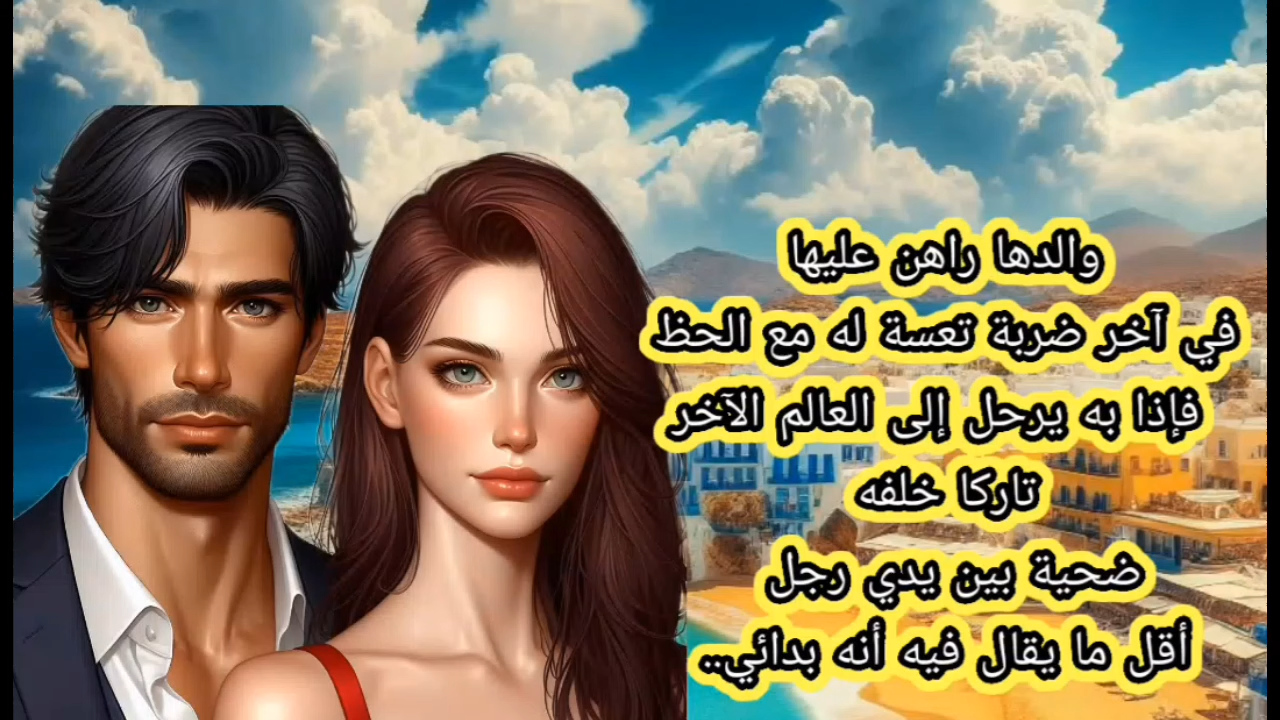 والدها راهن عليها
في آخر ضربة تعسة له مع الحظ
فإذا به يرحل إلى العالم الآخر
تاركا خلفه
ضحية بين يدي رجل
أقل ما يقال فيه أنه بدائي..